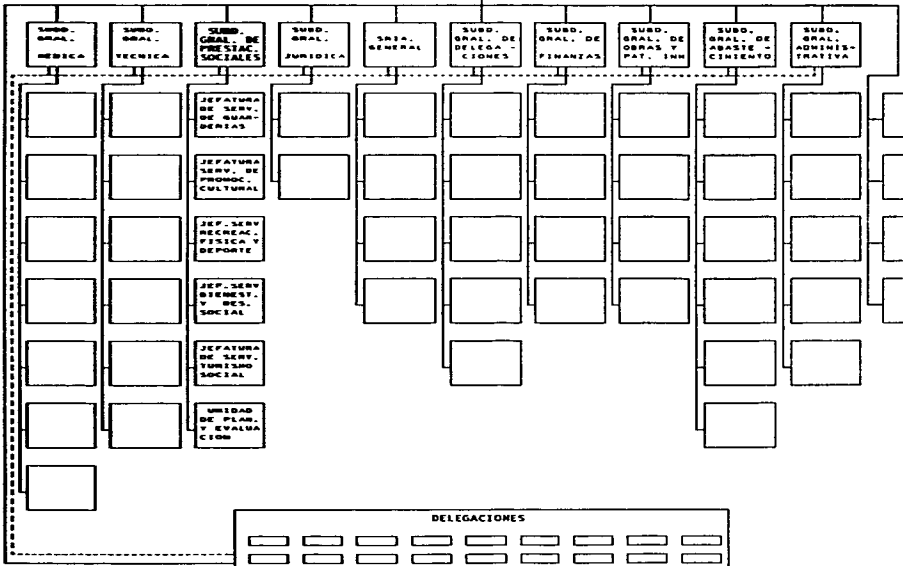 SUBD.
GRAL.
MEDICA
SUBD.
GRAL.
TECNICA
SUBD.
GRAL. DE
PRESTAC.
SOCIALES
SUBD.
GRAL.
JURIDICA
SRIA.
GENERAL
SUBD.
GRAL. DE
DELEGA-
CIONES
SUBD.
GRAL. DE
FINANZAS
SUBD.
GRAL. DE
OBRAS Y
PAT. INM
SUBD.
GRAL. DE
ABASTE-
CIMIENTO
SUBD.
GRAL.
ADMINIS-
TRATIVA
JEFATURA
DE SERV.
DE GUAR-
DERIAS
JEFATURA
SERV. DE
PROMOC.
CULTURAL
JEF. SERV
RECREAC.
FISICA Y
DEPORTE
JEF. SERV
BIENEST.
Y DES.
SOCIAL
JEFATURA
DE SERV.
TURISMO
SOCIAL
UNIDAD
DE PLAN.
Y EVALUA
CION
DELEGACIONES